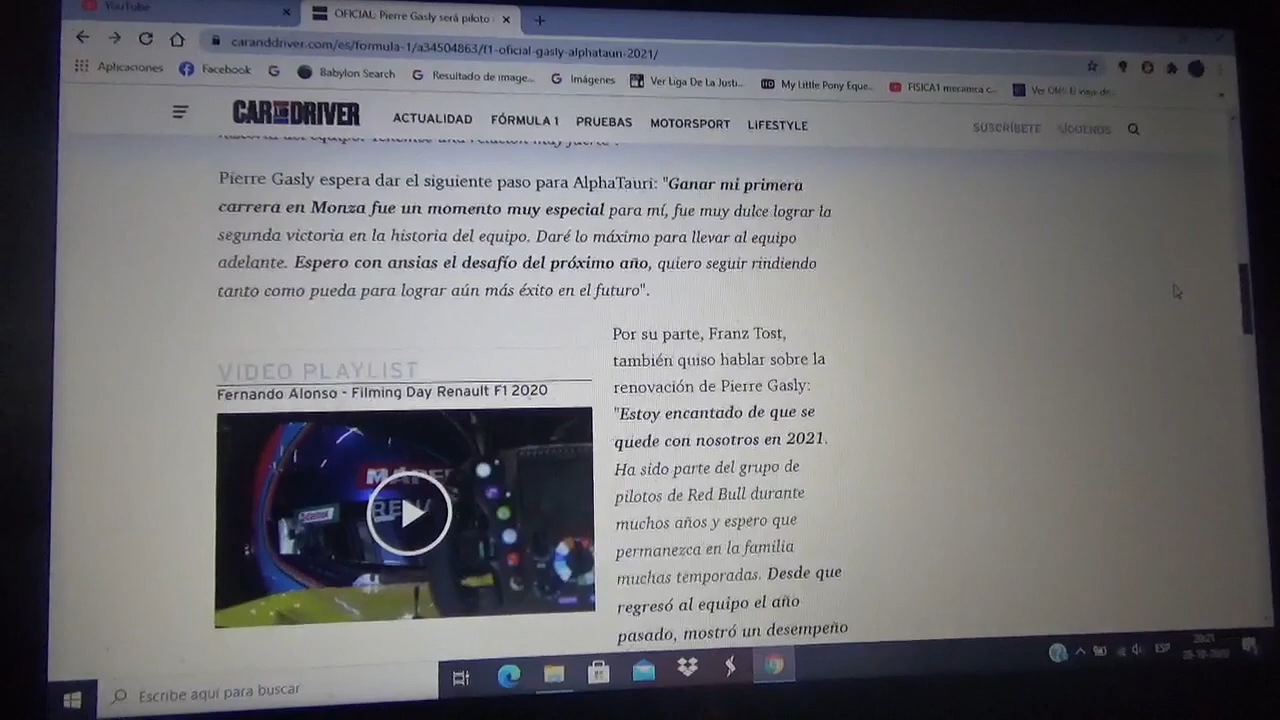 YouTube
OFICIAL: Pierre Gasly será piloto
caranddriver.com/es/formula-1/a34504863/f1-oficial-gasly-alphataun-2021/
Aplicaciones Facebook Babylon Search Resultado de image... Imágenes Ver Liga De La Justi... My Little Pony Eque... FISICA1 mecanica c...
CAR AND DRIVER ACTUALIDAD FÓRMULA 1 PRUEBAS MOTORSPORT LIFESTYLE SUSCRÍBETE SÍGUENOS
Pierre Gasly espera dar el siguiente paso para AlphaTauri: "Ganar mi primera
carrera en Monza fue un momento muy especial para mí, fue muy dulce lograr la
segunda victoria en la historia del equipo. Daré lo máximo para llevar al equipo
adelante. Espero con ansias el desafío del próximo año, quiero seguir rindiendo
tanto como pueda para lograr aún más éxito en el futuro".
VIDEO PLAYLIST
Fernando Alonso - Filming Day Renault F1 2020
Por su parte, Franz Tost,
también quiso hablar sobre la
renovación de Pierre Gasly:
"Estoy encantado de que se
quede con nosotros en 2021.
Ha sido parte del grupo de
pilotos de Red Bull durante
muchos años y espero que
permanezca en la familia
muchas temporadas. Desde que
regresó al equipo el año
pasado, mostró un desempeño
Escribe aquí para buscar
ESP
20:21